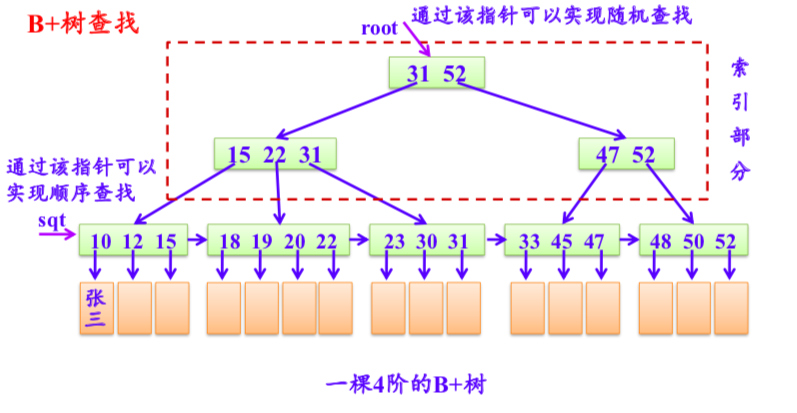 B+树查找
root
通过该指针可以实现随机查找
31 52
索
引
部
分
15 22 31
47 52
通过该指针可以
实现顺序查找
sqt
10 12 15
18 19 20 22
23 30 31
33 45 47
48 50 52
张
三
一棵4阶的B+树